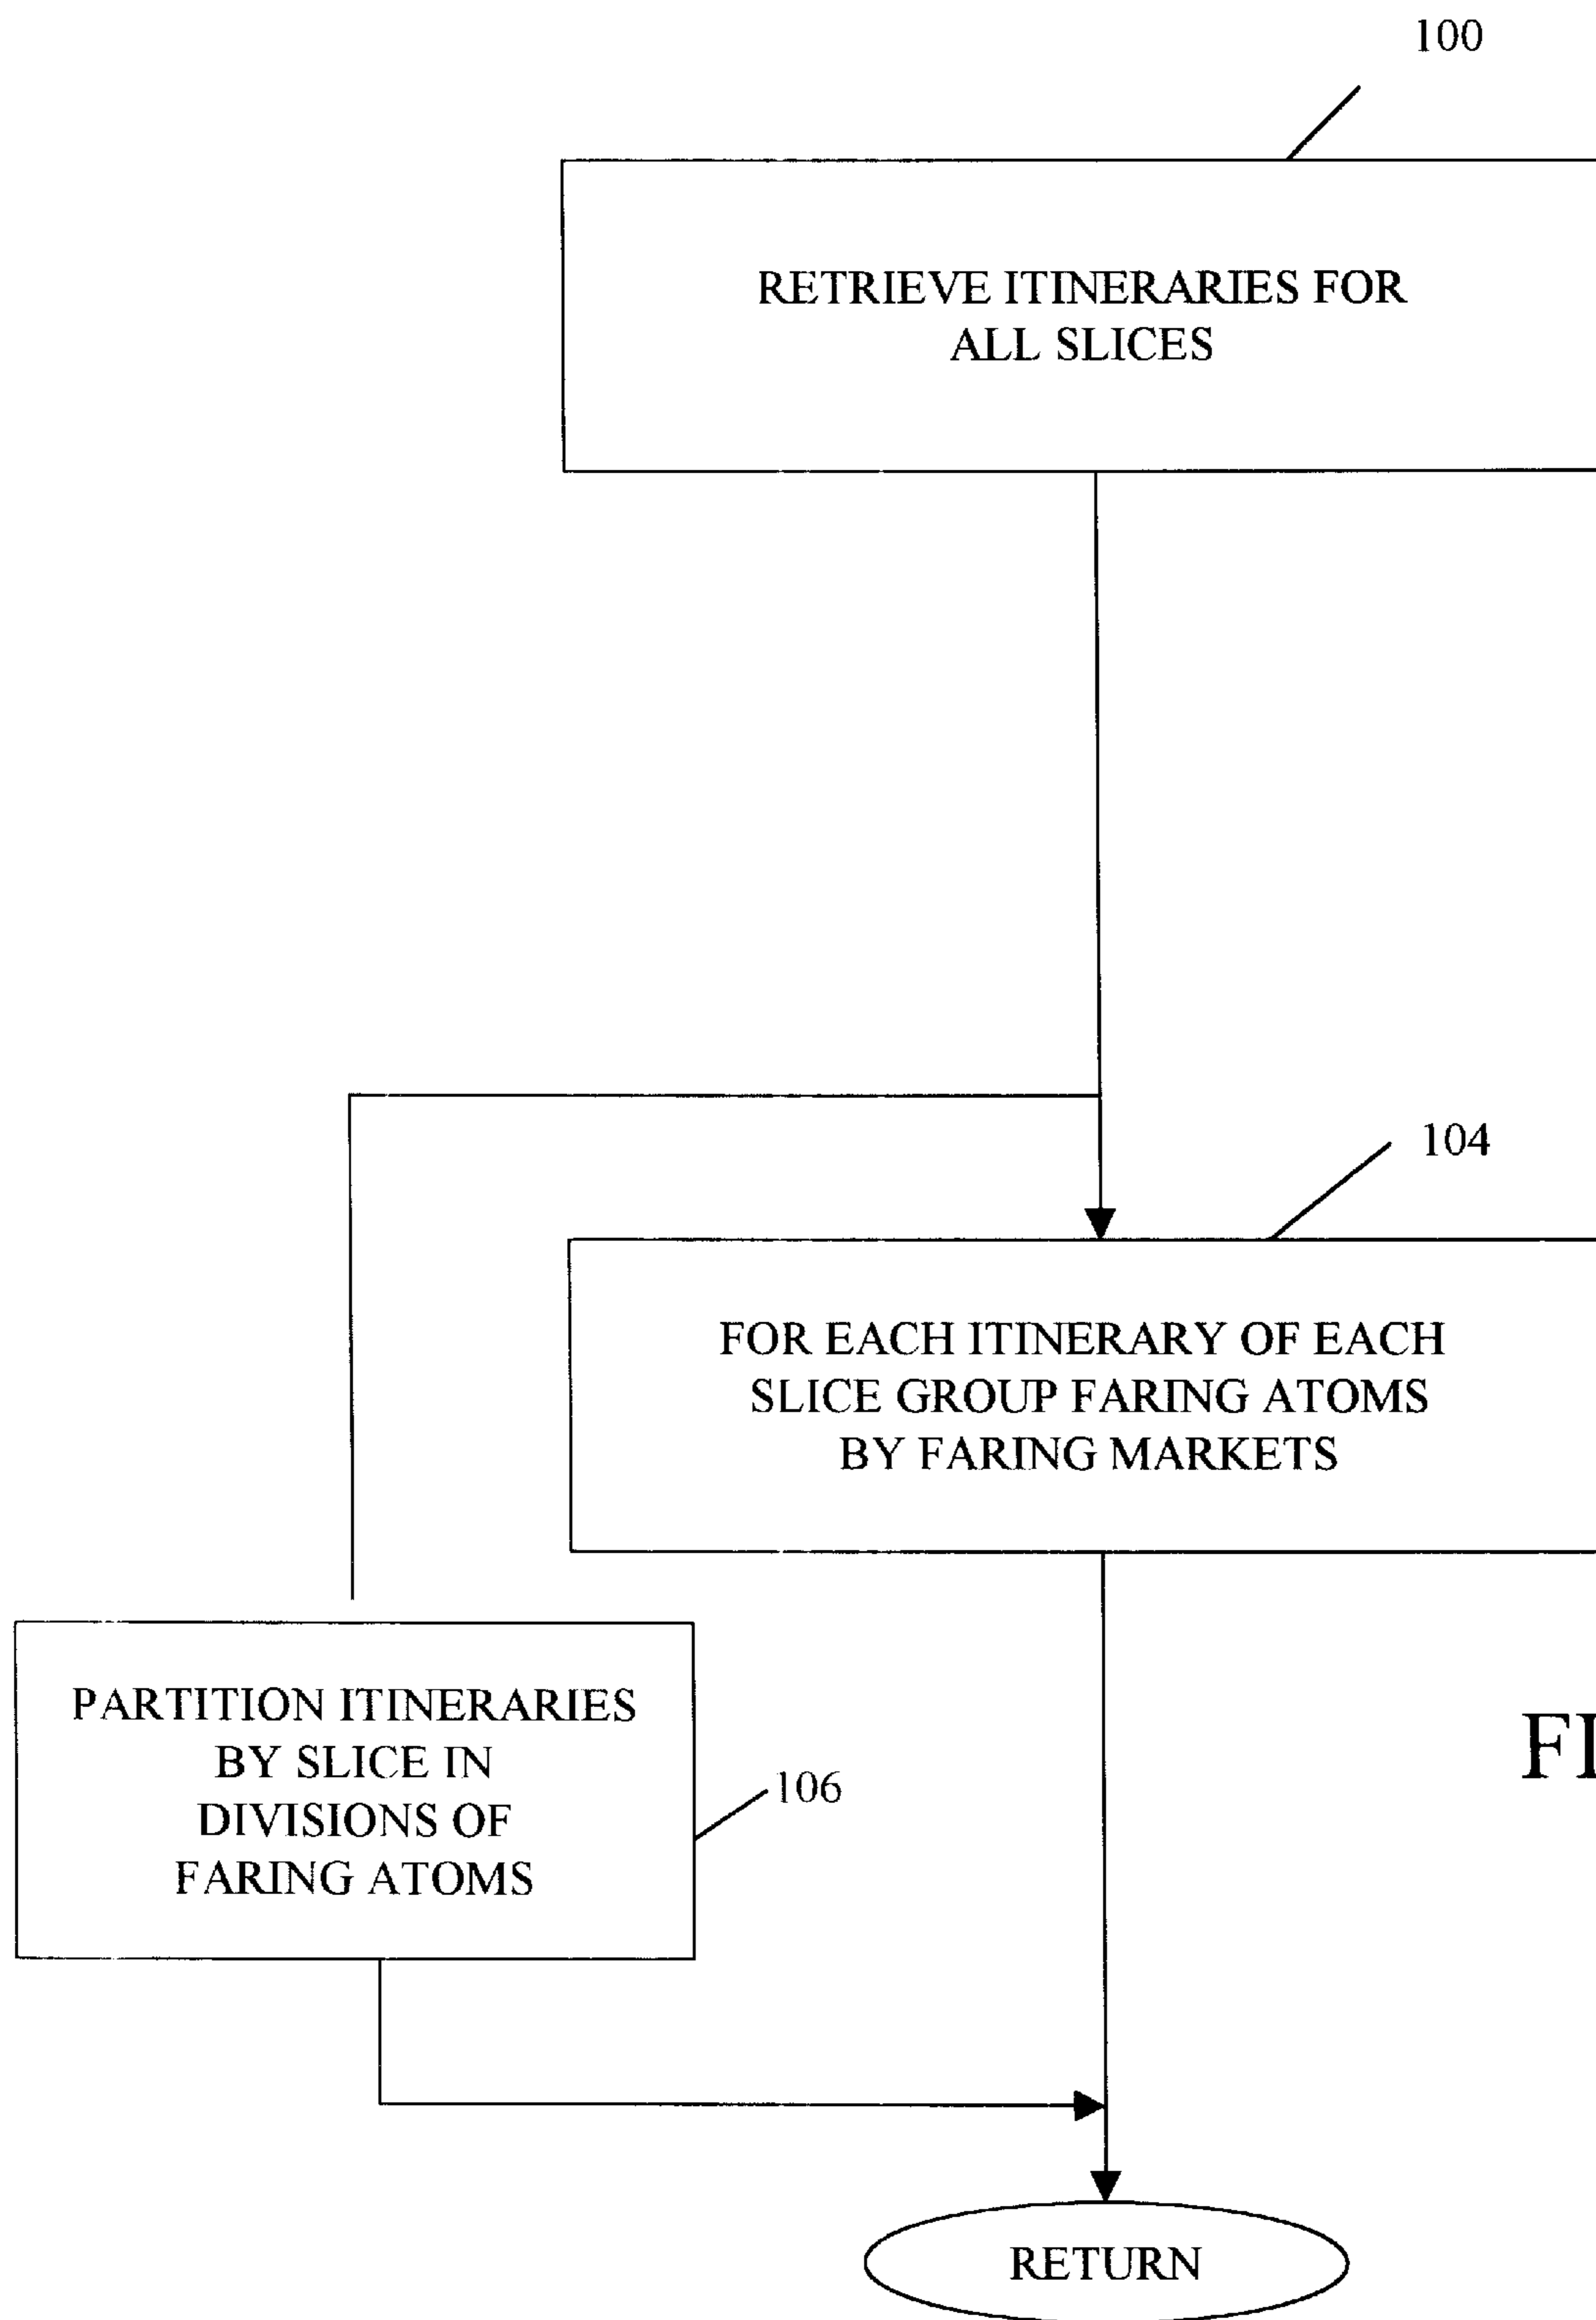 100
RETRIEVE ITINERARIES FOR
ALL SLICES
104
FOR EACH ITINERARY OF EACH
SLICE GROUP FARING ATOMS
BY FARING MARKETS
PARTITION ITINERARIES
BY SLICE IN
DIVISIONS OF
FARING ATOMS
106
RETURN